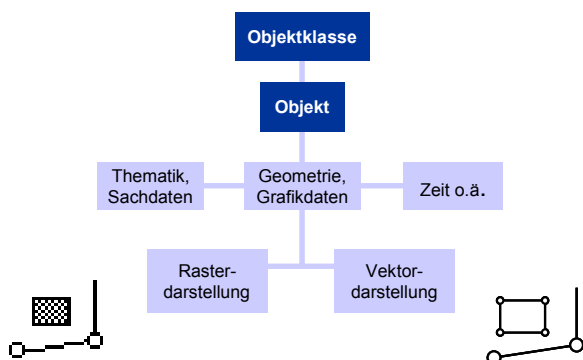 Objektklasse
Objekt
Thematik,
Sachdaten
Geometrie,
Grafikdaten
Zeit o.ä.
Raster-
darstellung
Vektor-
darstellung